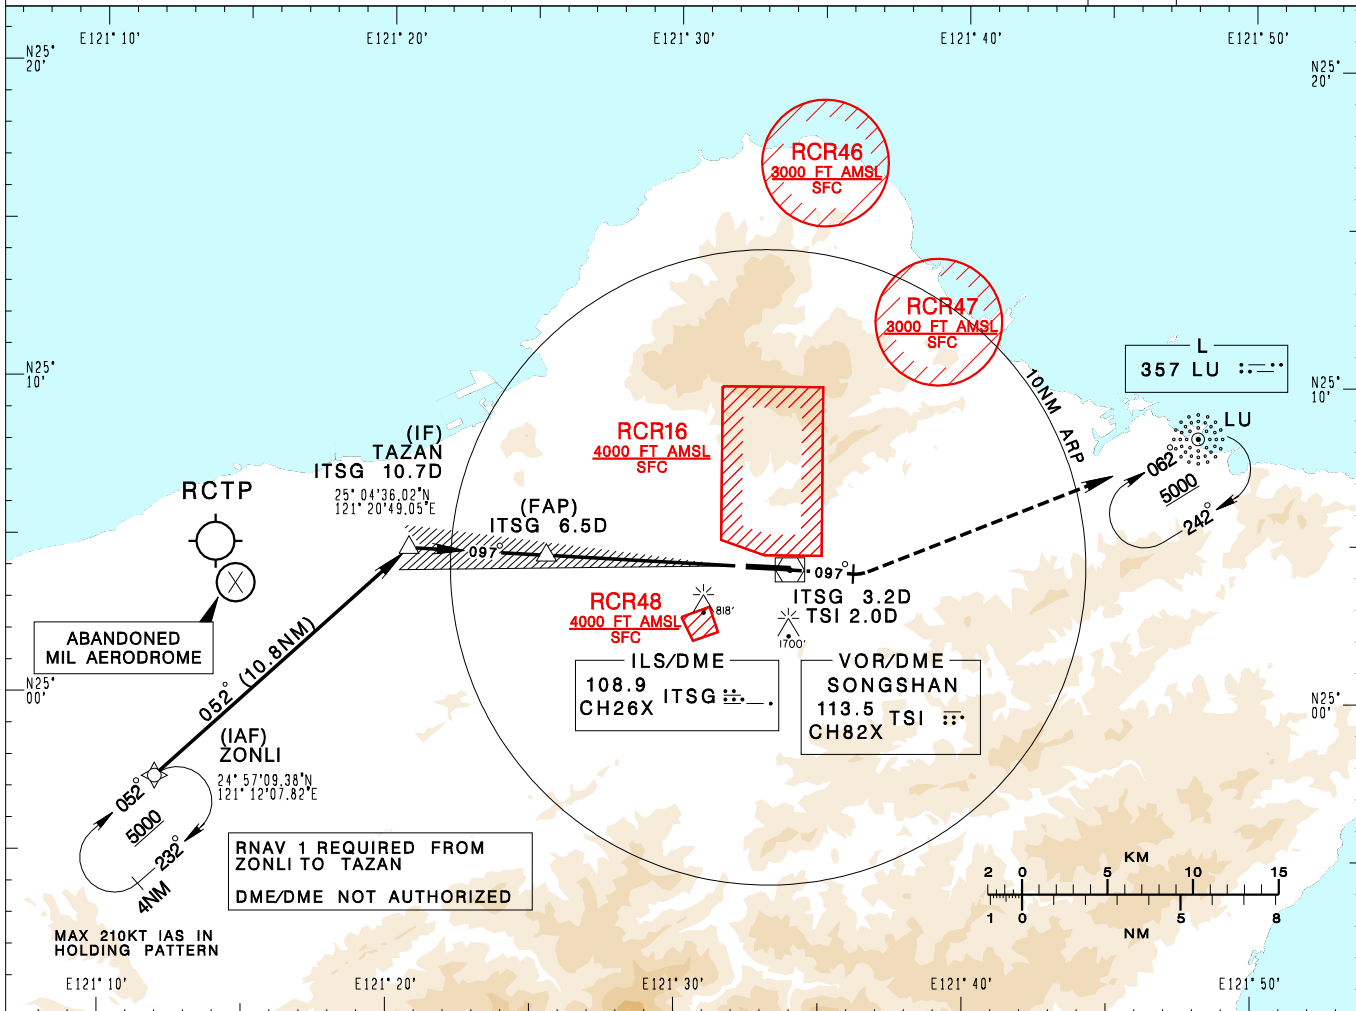 E121° 10'
E121° 20'
E121° 30'
E121° 40'
E121° 50'
N25°
20'
N25°
20'
RCR46
3000 FT AMSL
SFC
RCR47
3000 FT AMSL
SFC
L
357 LU
N25°
10'
N25°
10'
10NM ARP
LU
062°
5000
242°
RCR16
4000 FT AMSL
SFC
(IF)
TAZAN
ITSG 10.7D
25° 04'36.02"N
121° 20'49.05"E
RCTP
(FAP)
ITSG 6.5D
097°
097°
ITSG 3.2D
TSI 2.0D
RCR48
4000 FT AMSL
SFC
818'
1700'
ABANDONED
MIL AERODROME
052° (10.8NM)
ILS/DME
108.9
CH26X
ITSG
VOR/DME
SONGSHAN
113.5
CH82X
TSI
N25°
00'
N25°
00'
(IAF)
ZONLI
24° 57'09.38"N
121° 12'07.82"E
052°
5000
232°
4NM
RNAV 1 REQUIRED FROM
ZONLI TO TAZAN
DME/DME NOT AUTHORIZED
MAX 210KT IAS IN
HOLDING PATTERN
KM
2 0 5 10 15
1 0 5 8
NM
E121° 10'
E121° 20'
E121° 30'
E121° 40'
E121° 50'